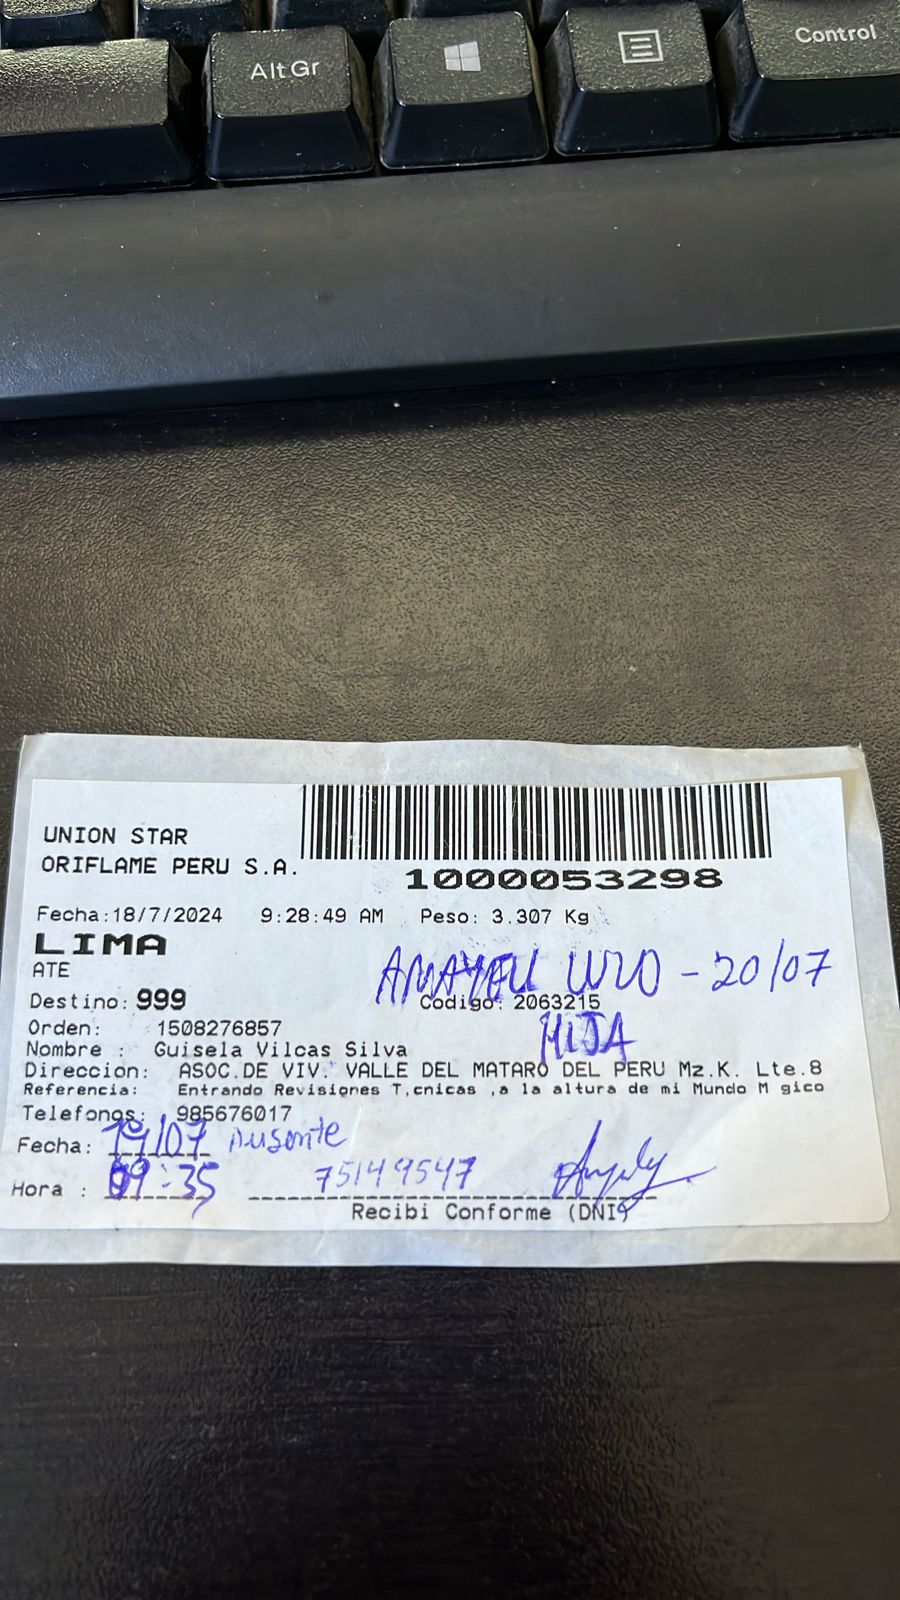 AltGr
Control
UNION STAR
ORIFLAME PERU S.A.
1000053298
Fecha:18/7/2024 9:28:49 AM Peso: 3.307 Kg
LIMA
ATE
- 20/07
Destino: 999 Codigo: 2063215
HIJA
Orden: 1508276857
Nombre : Guisela Vilcas Silva
Direccion: ASOC.DE VIV. VALLE DEL MATARO DEL PERU Mz.K. Lte.8
Referencia: Entrando Revisiones T,cnicas ,a la altura de mi Mundo M gico
Telefonos: 985676017
Fecha: 19/07 Ausente
Hora : 09:35 75149547
Recibi Conforme (DNI)